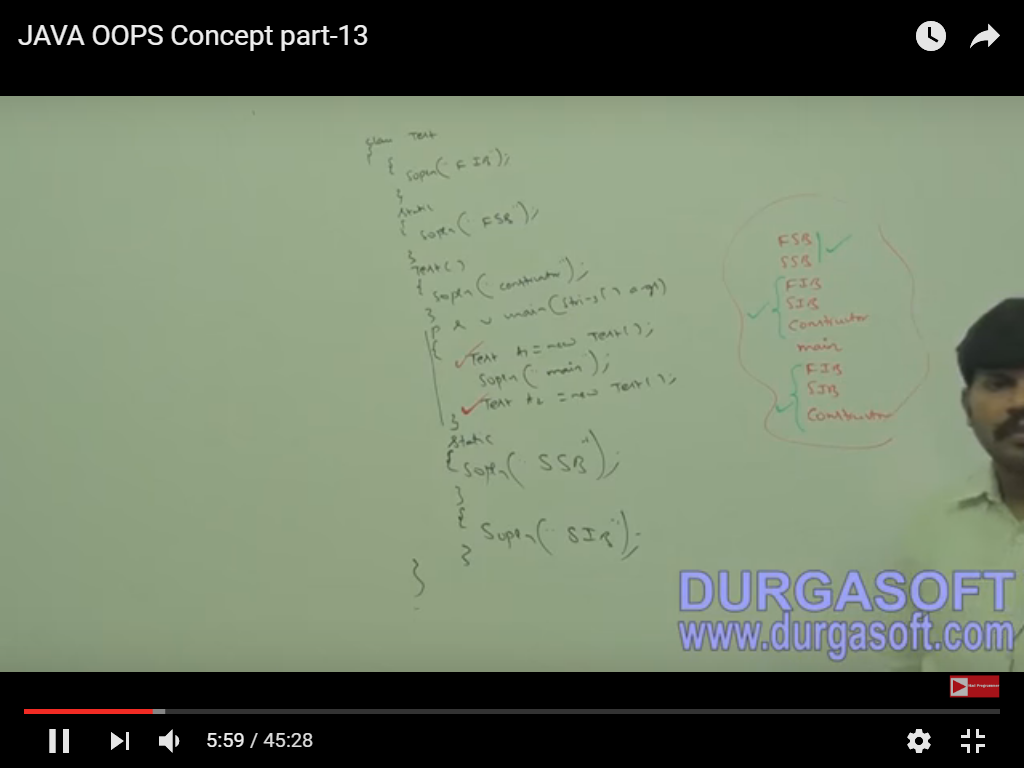 JAVA OOPS Concept part-13
class Test
{
{
Sopln("FIB");
}
static
{
Sopln("FSB");
}
Test()
{
Sopln("constructor");
}
p s v main(String[] args)
{
Test t1 = new Test();
Sopln("main");
Test t2 = new Test();
}
static
{
Sopln("SSB");
}
{
Sopln("SIB");
}
}
FSB
SSB
FIB
SIB
Constructor
main
FIB
SIB
Constructor
DURGASOFT
www.durgasoft.com
5:59 / 45:28